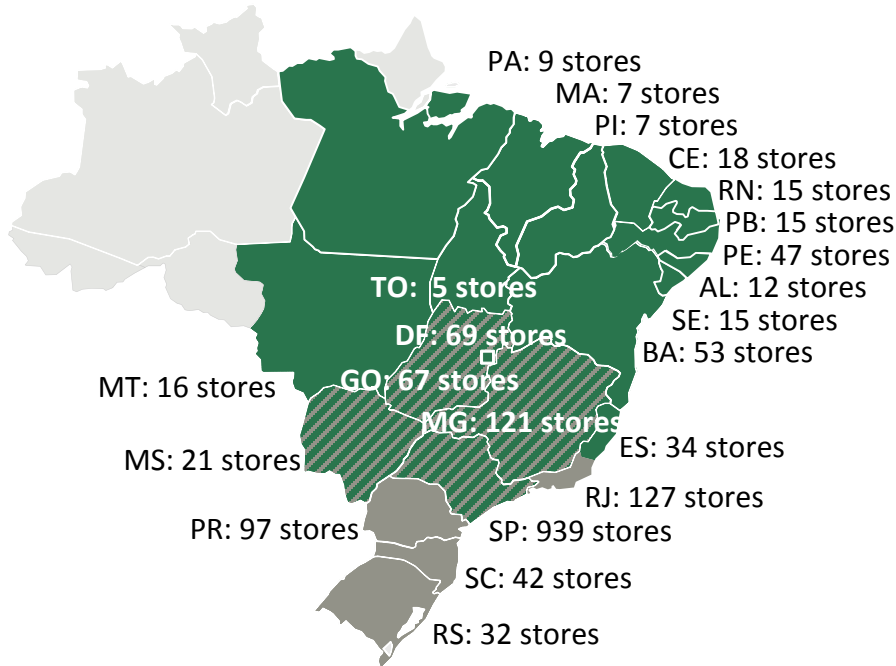 PA: 9 stores
MA: 7 stores
PI: 7 stores
CE: 18 stores
RN: 15 stores
PB: 15 stores
PE: 47 stores
TO:  5 stores
AL: 12 stores
SE: 15 stores
DF: 69 stores
BA: 53 stores
GO: 67 stores
MT: 16 stores
MG: 121 stores
ES: 34 stores
MS: 21 stores
RJ: 127 stores
PR: 97 stores
SP: 939 stores
SC: 42 stores
RS: 32 stores